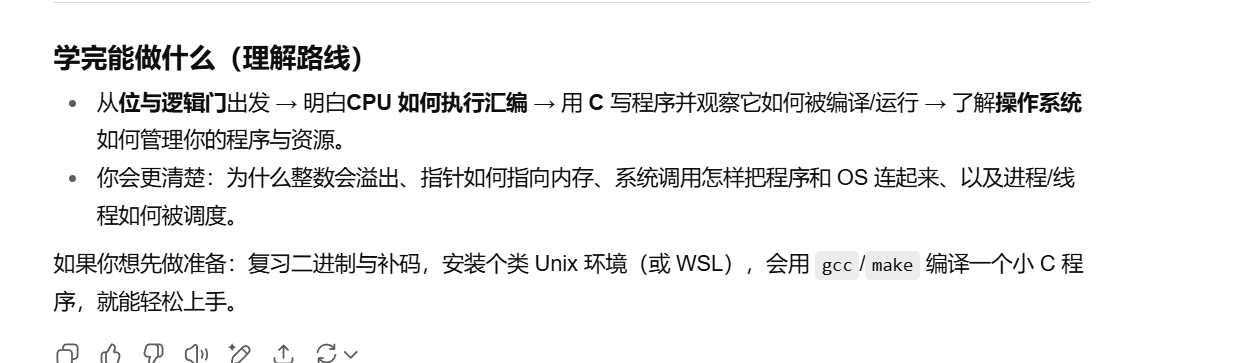 学完能做什么（理解路线）
从位与逻辑门出发 → 明白CPU 如何执行汇编 → 用 C 写程序并观察它如何被编译/运行 → 了解操作系统
如何管理你的程序与资源。
你会更清楚：为什么整数会溢出、指针如何指向内存、系统调用怎样把程序和 OS 连起来、以及进程/线
程如何被调度。
如果你想先做准备：复习二进制与补码，安装个类 Unix 环境（或 WSL），会用 gcc/make 编译一个小 C 程
序，就能轻松上手。